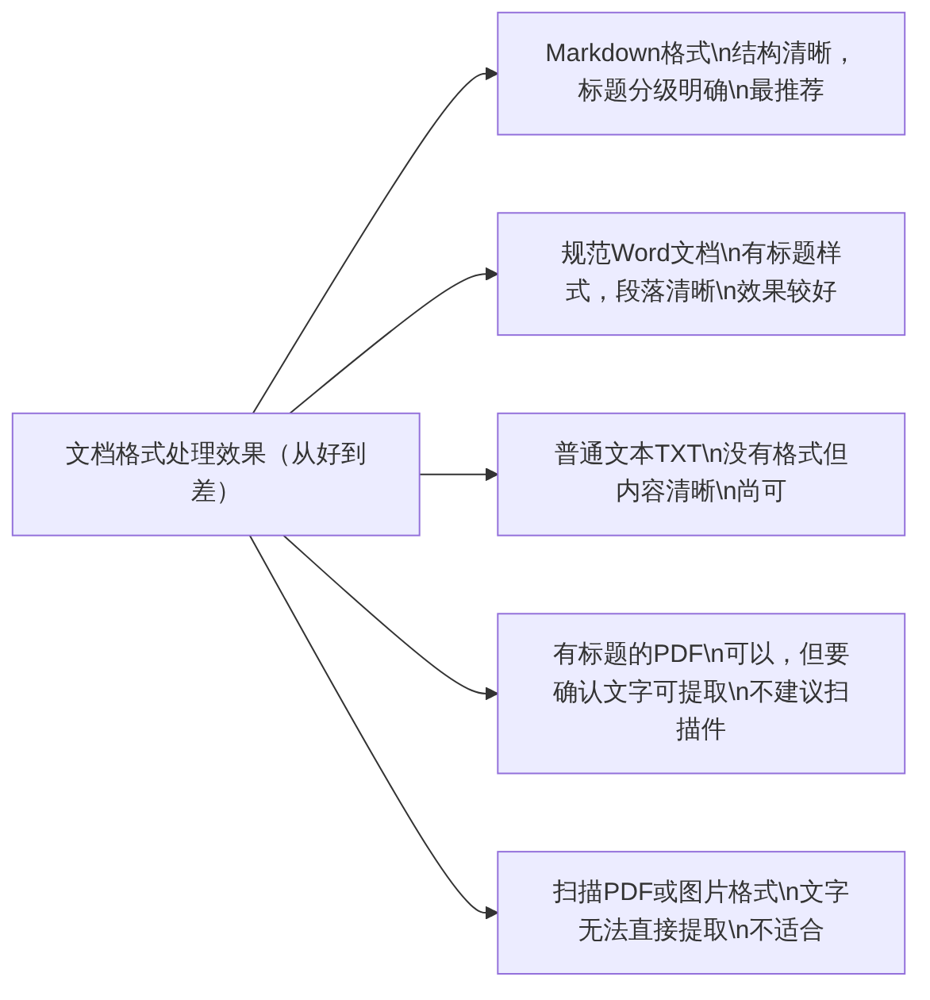 Markdown格式\n结构清晰，
标题分级明确\n最推荐
规范Word文档\n有标题样
式，段落清晰\n效果较好
文档格式处理效果（从好到
差）
普通文本TXT\n没有格式但
内容清晰\n尚可
有标题的PDF\n可以，但要
确认文字可提取\n不建议扫
描件
扫描PDF或图片格式\n文字
无法直接提取\n不适合